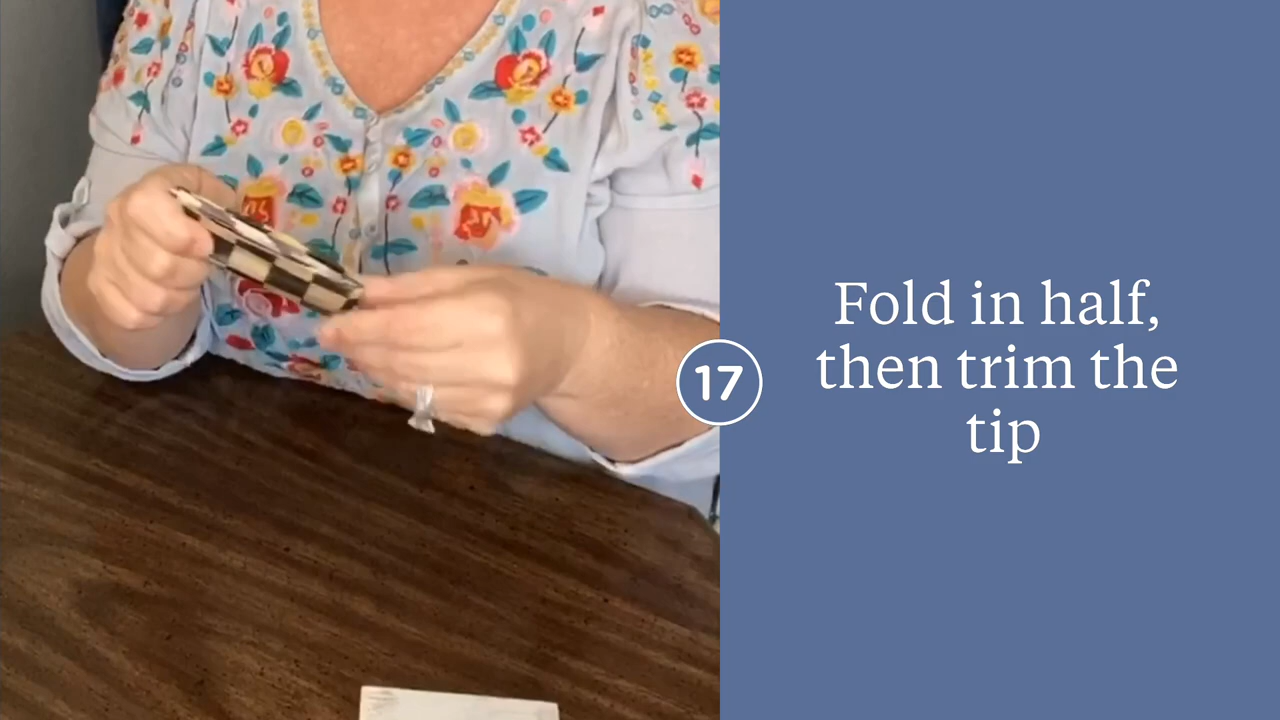 17
Fold in half,
then trim the
tip